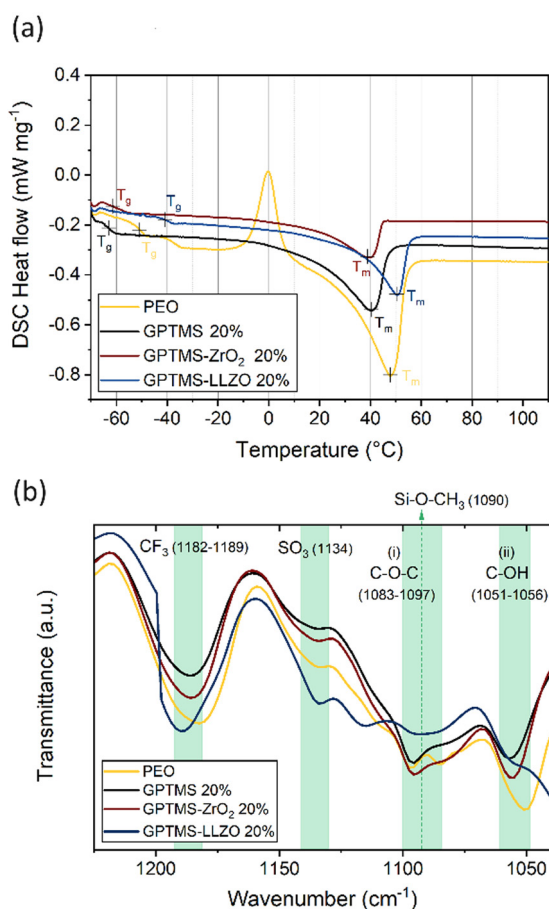 (a)
0.4
0.2
0.0
-0.2
-0.4
-0.6
-0.8
DSC Heat flow (mW mg⁻¹)
Tg
Tg
Tg
Tg
Tm
Tm
Tm
Tm
PEO
GPTMS 20%
GPTMS-ZrO₂ 20%
GPTMS-LLZO 20%
-60 -40 -20 0 20 40 60 80 100
Temperature (°C)
(b)
Si-O-CH₃ (1090)
CF₃ (1182-1189)
SO₃ (1134)
(i)
C-O-C
(1083-1097)
(ii)
C-OH
(1051-1056)
Transmittance (a.u.)
PEO
GPTMS 20%
GPTMS-ZrO₂ 20%
GPTMS-LLZO 20%
1200 1150 1100 1050
Wavenumber (cm⁻¹)